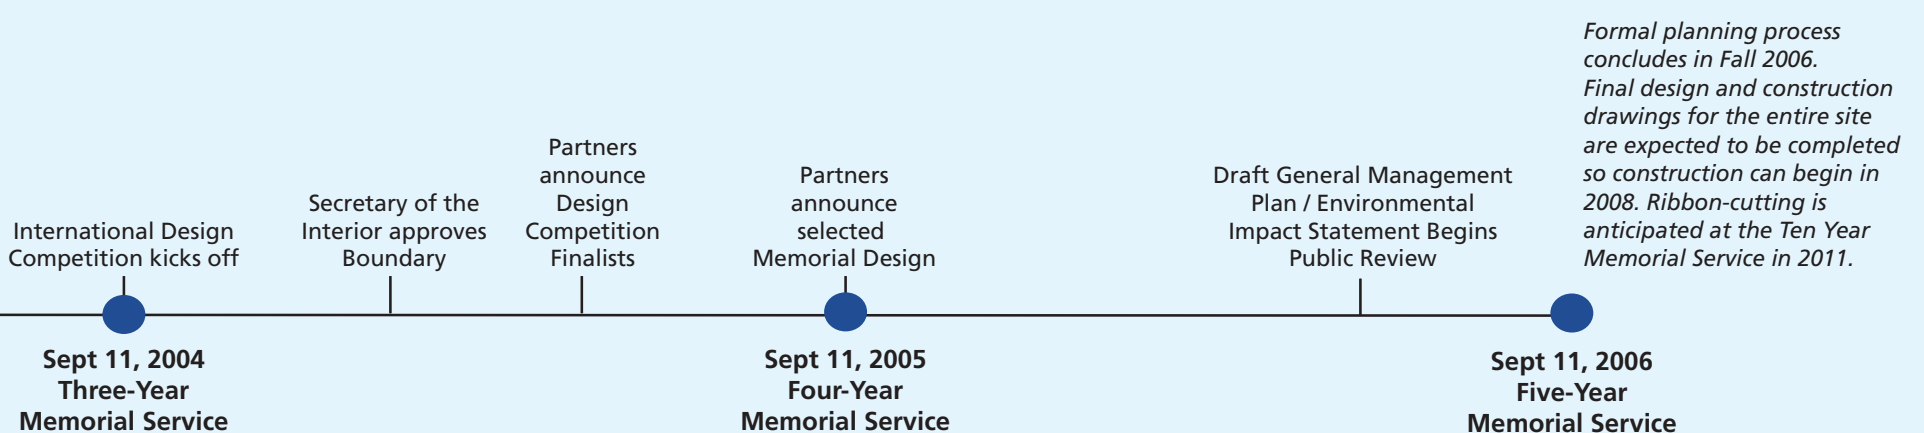 International Design
Competition kicks off
Secretary of the
Interior approves
Boundary
Partners
announce
Design
Competition
Finalists
Partners
announce
selected
Memorial Design
Draft General Management
Plan / Environmental
Impact Statement Begins
Public Review
Formal planning process
concludes in Fall 2006.
Final design and construction
drawings for the entire site
are expected to be completed
so construction can begin in
2008. Ribbon-cutting is
anticipated at the Ten Year
Memorial Service in 2011.
Sept 11, 2004
Three-Year
Memorial Service
Sept 11, 2005
Four-Year
Memorial Service
Sept 11, 2006
Five-Year
Memorial Service